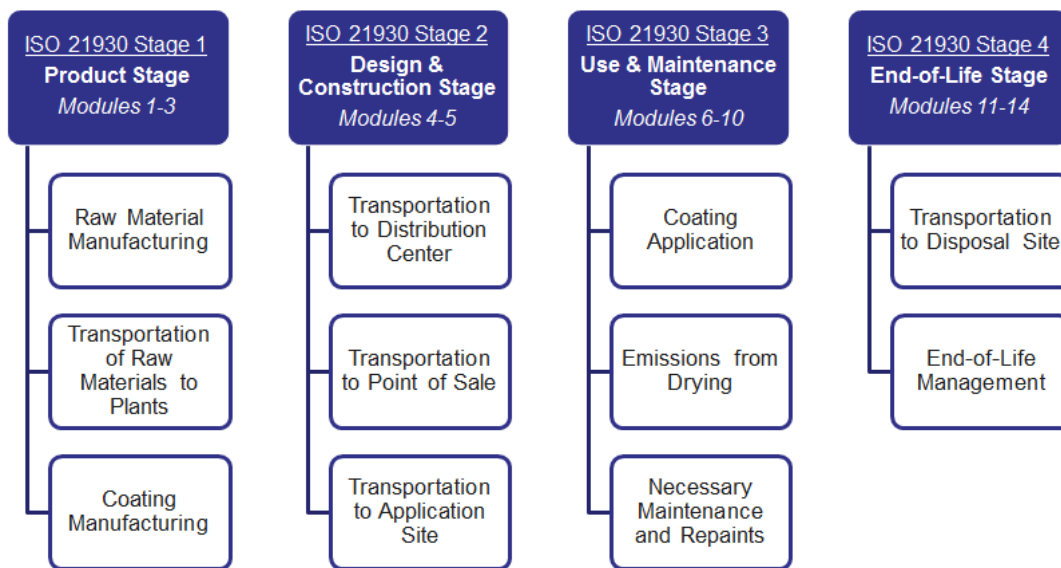 ISO 21930 Stage 1
Product Stage
Modules 1-3
Raw Material
Manufacturing
Transportation
of Raw
Materials to
Plants
Coating
Manufacturing
ISO 21930 Stage 2
Design &
Construction Stage
Modules 4-5
Transportation
to Distribution
Center
Transportation
to Point of Sale
Transportation
to Application
Site
ISO 21930 Stage 3
Use & Maintenance
Stage
Modules 6-10
Coating
Application
Emissions from
Drying
Necessary
Maintenance
and Repaints
ISO 21930 Stage 4
End-of-Life Stage
Modules 11-14
Transportation
to Disposal Site
End-of-Life
Management